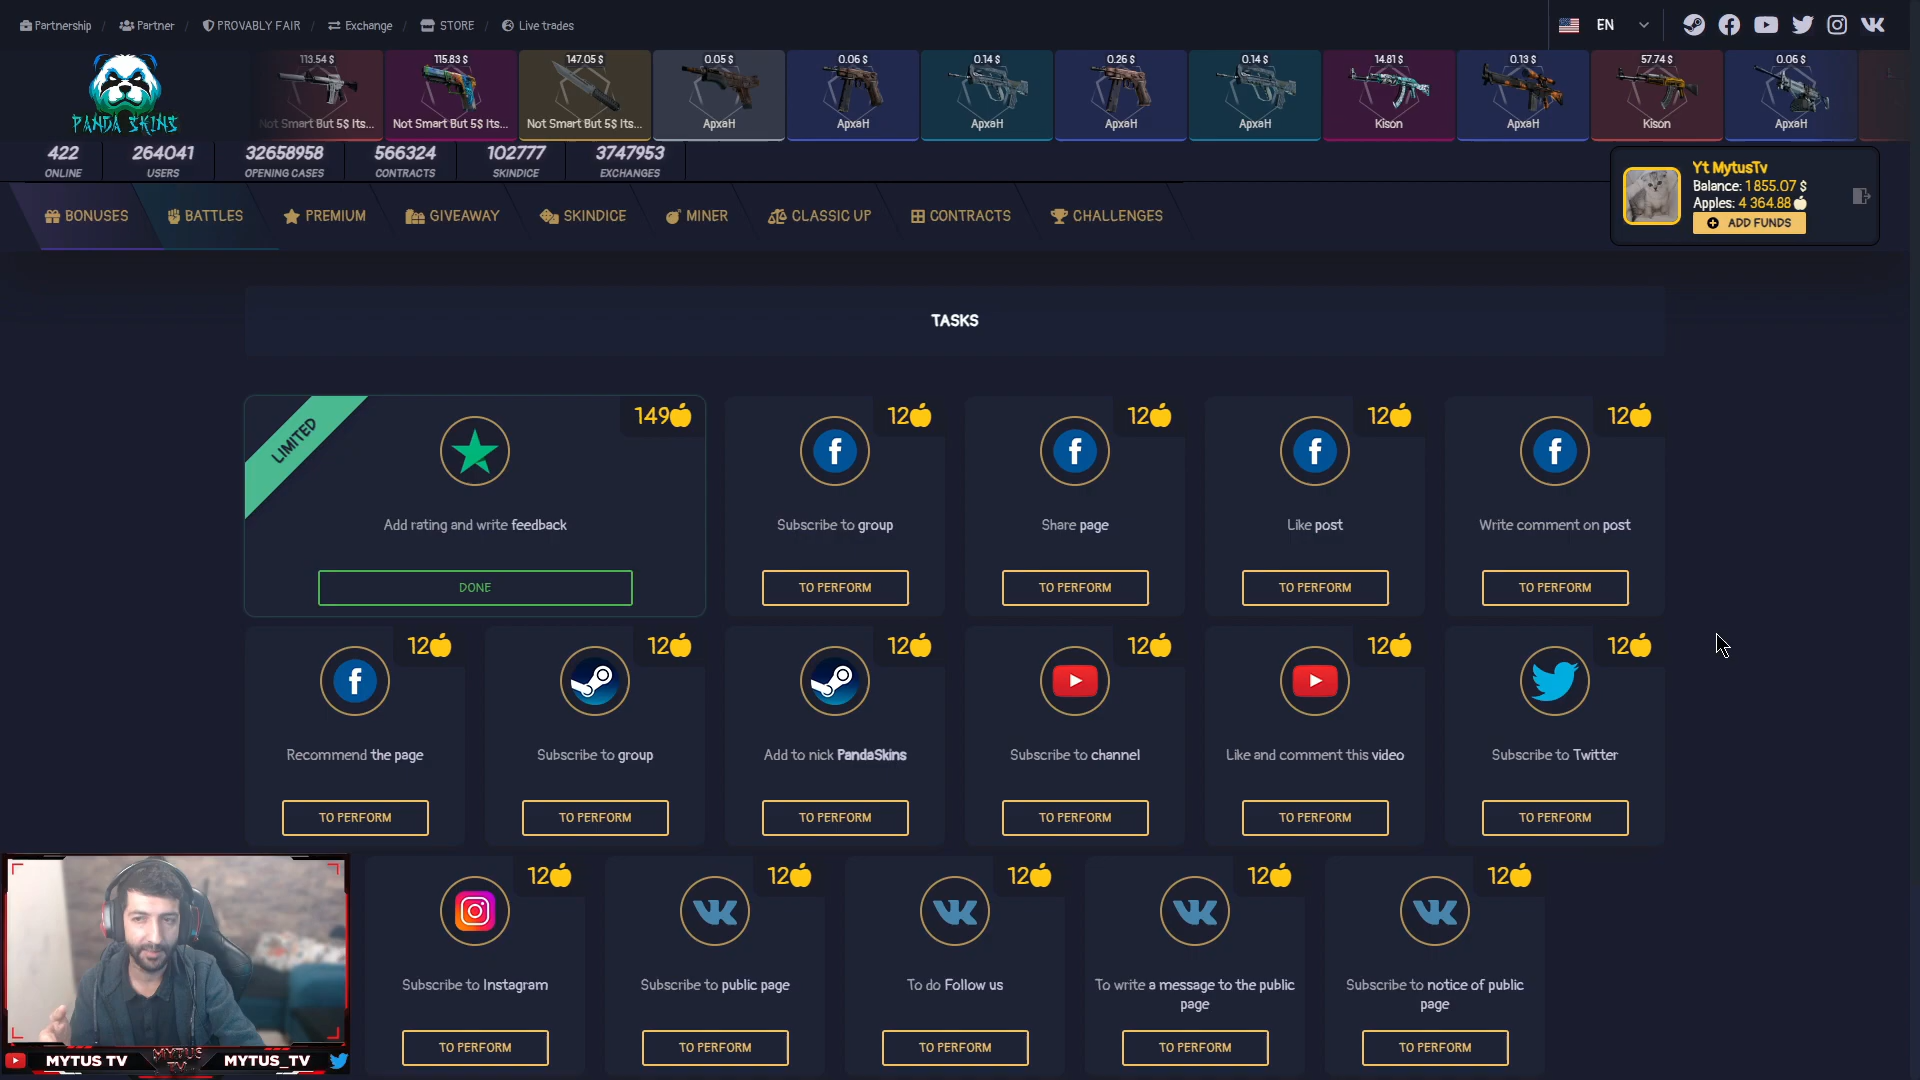 Partnership / Partner / PROVABLY FAIR / Exchange / STORE / Live trades
EN
PANDA SKINS
113.54 $
Not Smart But 5$ Its...
115.83 $
Not Smart But 5$ Its...
147.05 $
Not Smart But 5$ Its...
0.05 $
ApxaH
0.06 $
ApxaH
0.14 $
ApxaH
0.26 $
ApxaH
0.14 $
ApxaH
14.81 $
Kison
0.13 $
ApxaH
57.74 $
Kison
0.06 $
ApxaH
422
ONLINE
264041
USERS
32658958
OPENING CASES
566324
CONTRACTS
102777
SKINDICE
3747953
EXCHANGES
Yt MytusTv
Balance: 1 855.07 $
Apples: 4 364.88
ADD FUNDS
BONUSES
BATTLES
PREMIUM
GIVEAWAY
SKINDICE
MINER
CLASSIC UP
CONTRACTS
CHALLENGES
TASKS
LIMITED
149
Add rating and write feedback
DONE
12
Subscribe to group
TO PERFORM
12
Share page
TO PERFORM
12
Like post
TO PERFORM
12
Write comment on post
TO PERFORM
12
Recommend the page
TO PERFORM
12
Subscribe to group
TO PERFORM
12
Add to nick PandaSkins
TO PERFORM
12
Subscribe to channel
TO PERFORM
12
Like and comment this video
TO PERFORM
12
Subscribe to Twitter
TO PERFORM
12
Subscribe to Instagram
TO PERFORM
12
Subscribe to public page
TO PERFORM
12
To do Follow us
TO PERFORM
12
To write a message to the public
page
TO PERFORM
12
Subscribe to notice of public
page
TO PERFORM
MYTUS TV
MYTUS TV
MYTUS_TV